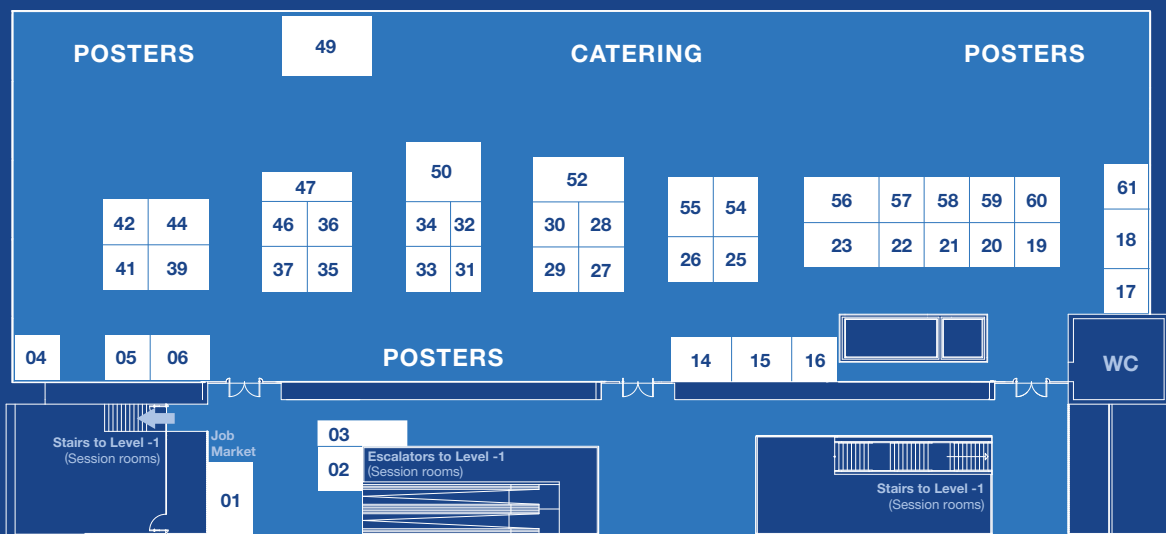 POSTERS
49
CATERING
POSTERS
50
52
47
61
42 44
46 36
34 32
30 28
55 54
56 57 58 59 60
18
41 39
37 35
33 31
29 27
26 25
23 22 21 20 19
17
04
05 06
POSTERS
14 15 16
WC
Stairs to Level -1
(Session rooms)
Job
Market
01
03
02
Escalators to Level -1
(Session rooms)
Stairs to Level -1
(Session rooms)